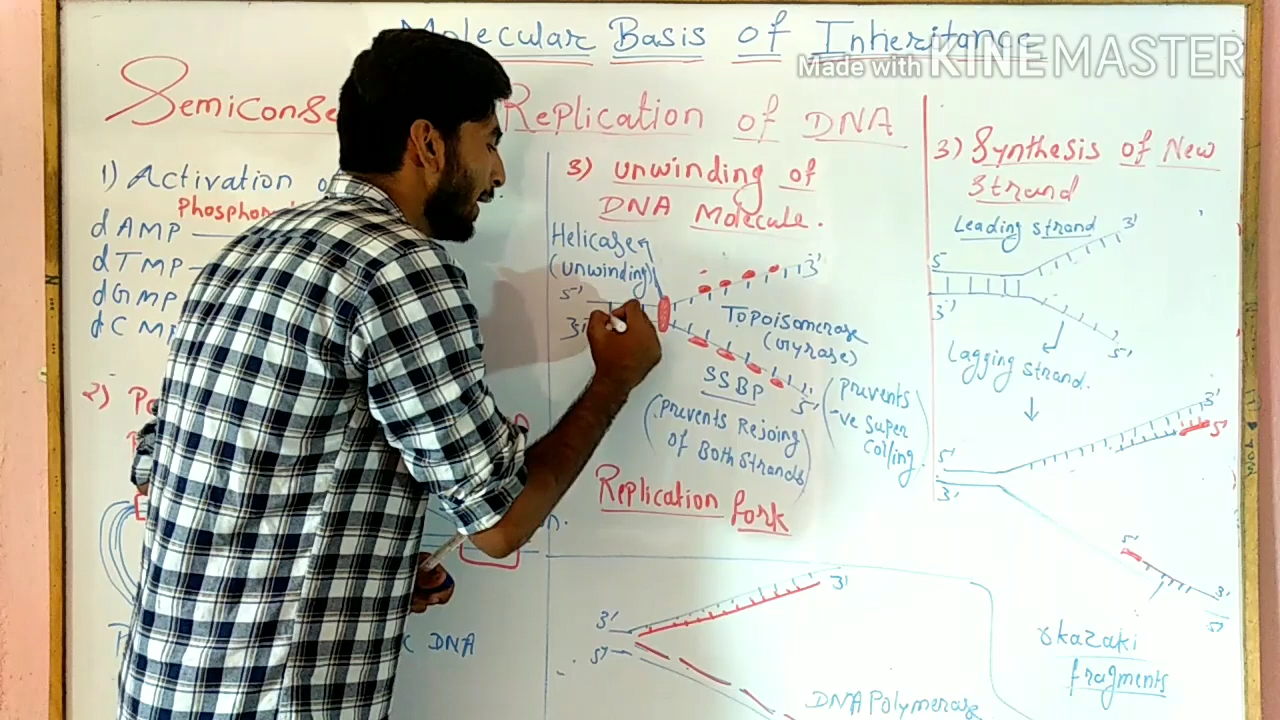 Molecular Basis of Inheritance
Made with KINEMASTER
Semiconse Replication of DNA
1) Activation o
Phosphor
dAMP
dTMP
dGMP
dCMP
2)
DNA
3) Unwinding of
DNA Molecule.
Helicase
(unwinding)
5'
3'
3'
Topoisomerase
(Gyrase)
SSBP
5'
(Prevents Rejoing
of Both Strands)
(Prevents
-ve Super
Coiling)
Replication fork
3'
3'
5'
DNA Polymerase
3) Synthesis of New
Strand
Leading strand
3'
5
3'
5'
Lagging strand.
3'
5'
5'
3'
5'
3'
5'
Okazaki
fragments